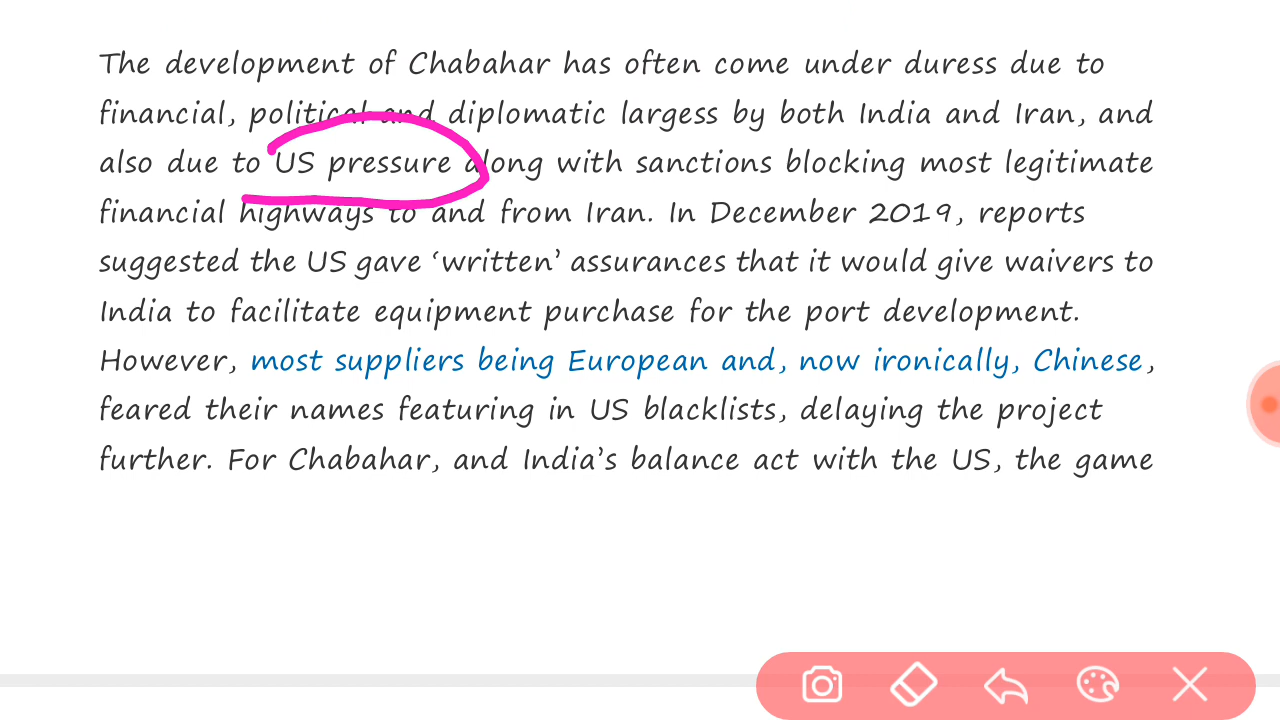 The development of Chabahar has often come under duress due to
financial, political and diplomatic largess by both India and Iran, and
also due to US pressure along with sanctions blocking most legitimate
financial highways to and from Iran. In December 2019, reports
suggested the US gave ‘written’ assurances that it would give waivers to
India to facilitate equipment purchase for the port development.
However, most suppliers being European and, now ironically, Chinese,
feared their names featuring in US blacklists, delaying the project
further. For Chabahar, and India’s balance act with the US, the game